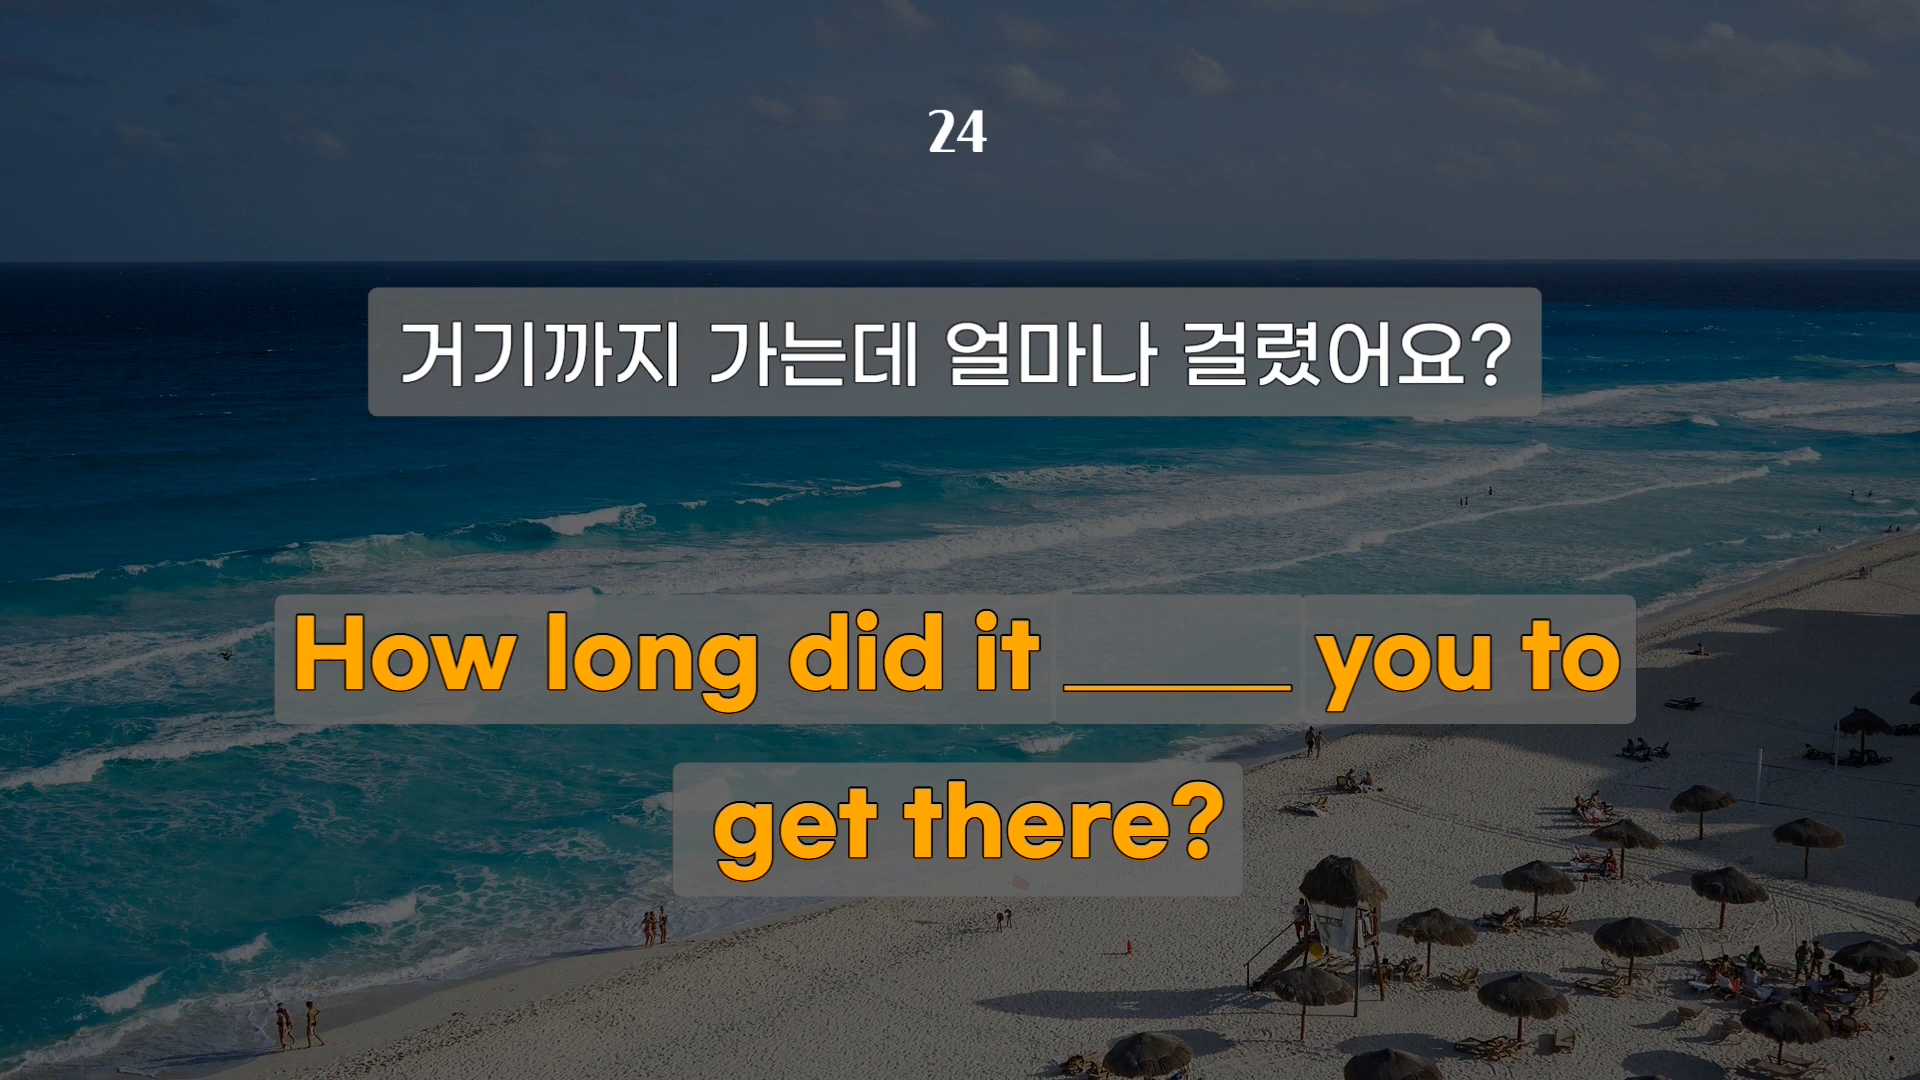 24
거기까지 가는데 얼마나 걸렸어요?
How long did it ____ you to
get there?